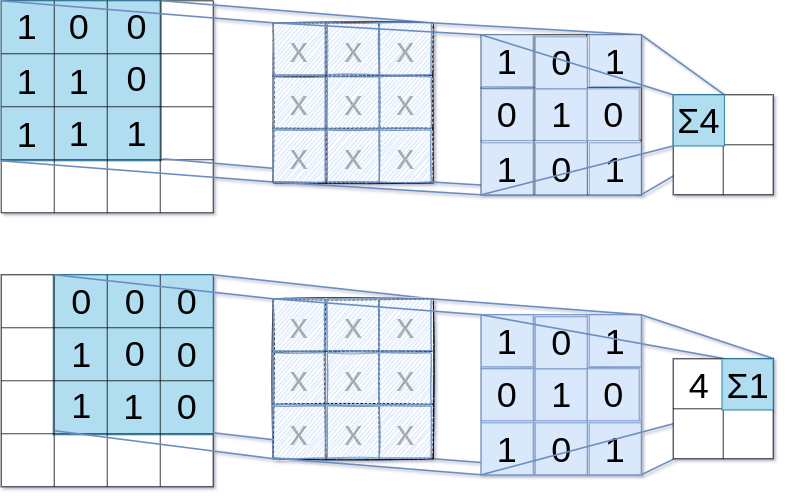 1 0 0 X X X 1 0 1
1 1 0 X X X 0 1 0 Σ4
1 1 1 X X X 1 0 1
0 0 0 X X X 1 0 1
1 0 0 X X X 0 1 0 4 Σ1
1 1 0 X X X 1 0 1